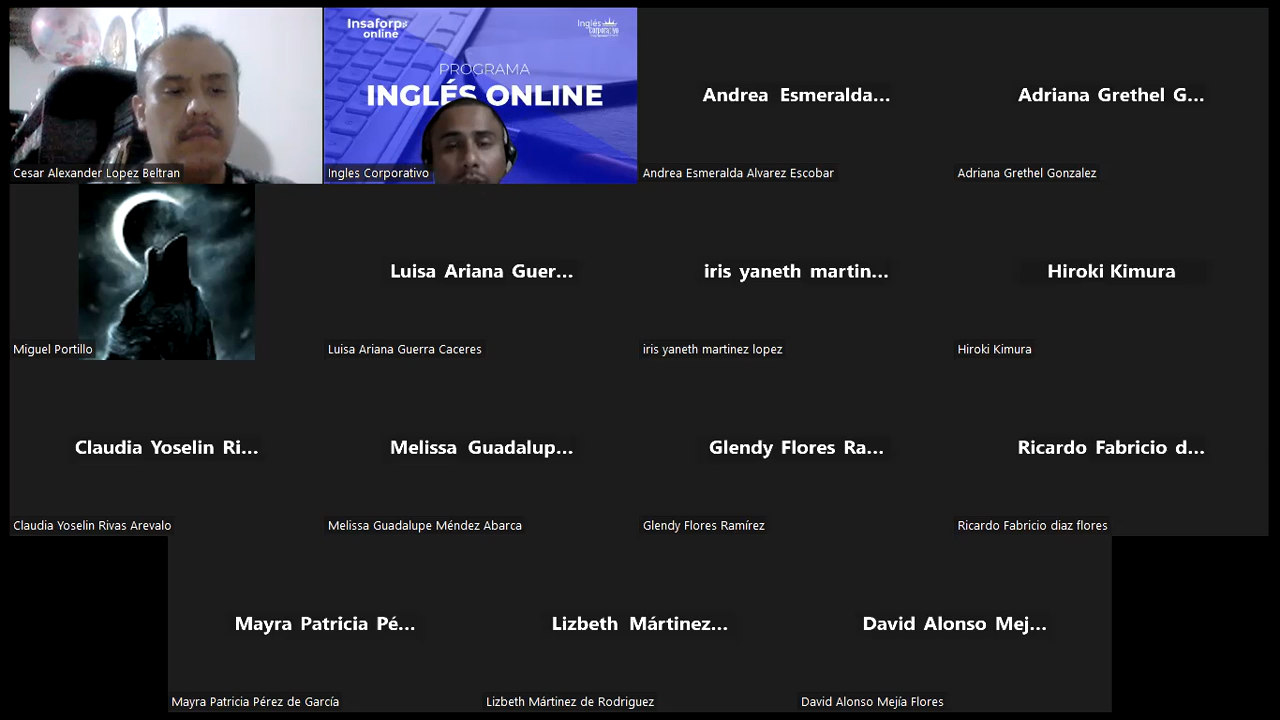 Insaforp
online
Inglés
Corporativo
PROGRAMA
INGLÉS ONLINE
Cesar Alexander Lopez Beltran
Ingles Corporativo
Andrea Esmeralda...
Andrea Esmeralda Alvarez Escobar
Adriana Grethel G...
Adriana Grethel Gonzalez
Miguel Portillo
Luisa Ariana Guer...
Luisa Ariana Guerra Caceres
iris yaneth martin...
iris yaneth martinez lopez
Hiroki Kimura
Hiroki Kimura
Claudia Yoselin Ri...
Claudia Yoselin Rivas Arevalo
Melissa Guadalup...
Melissa Guadalupe Méndez Abarca
Glendy Flores Ra...
Glendy Flores Ramírez
Ricardo Fabricio d...
Ricardo Fabricio diaz flores
Mayra Patricia Pé...
Mayra Patricia Pérez de García
Lizbeth Mártinez...
Lizbeth Mártinez de Rodriguez
David Alonso Mej...
David Alonso Mejía Flores